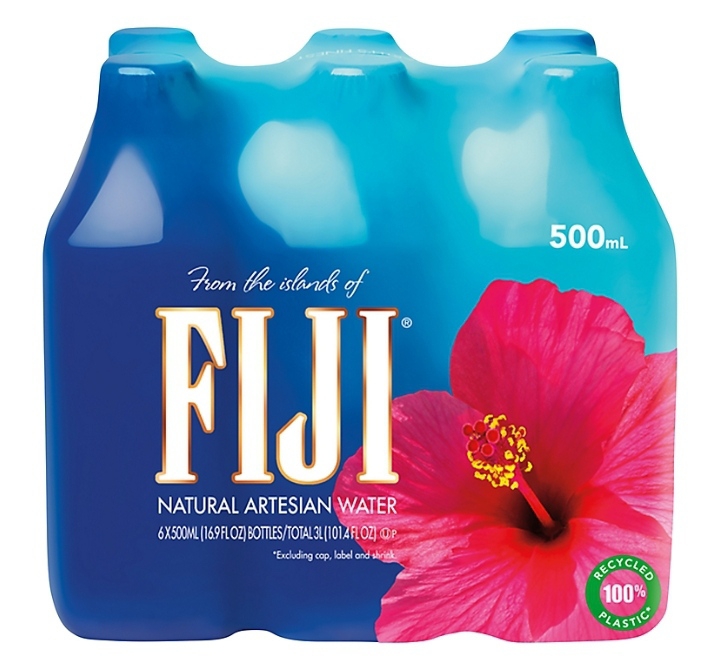 500mL
From the islands of
FIJI®
NATURAL ARTESIAN WATER
6 X 500ML (16.9 FL OZ) BOTTLES/TOTAL 3L (101.4 FL OZ) ⓤP
*Excluding cap, label and shrink.
RECYCLED
100%
PLASTIC*